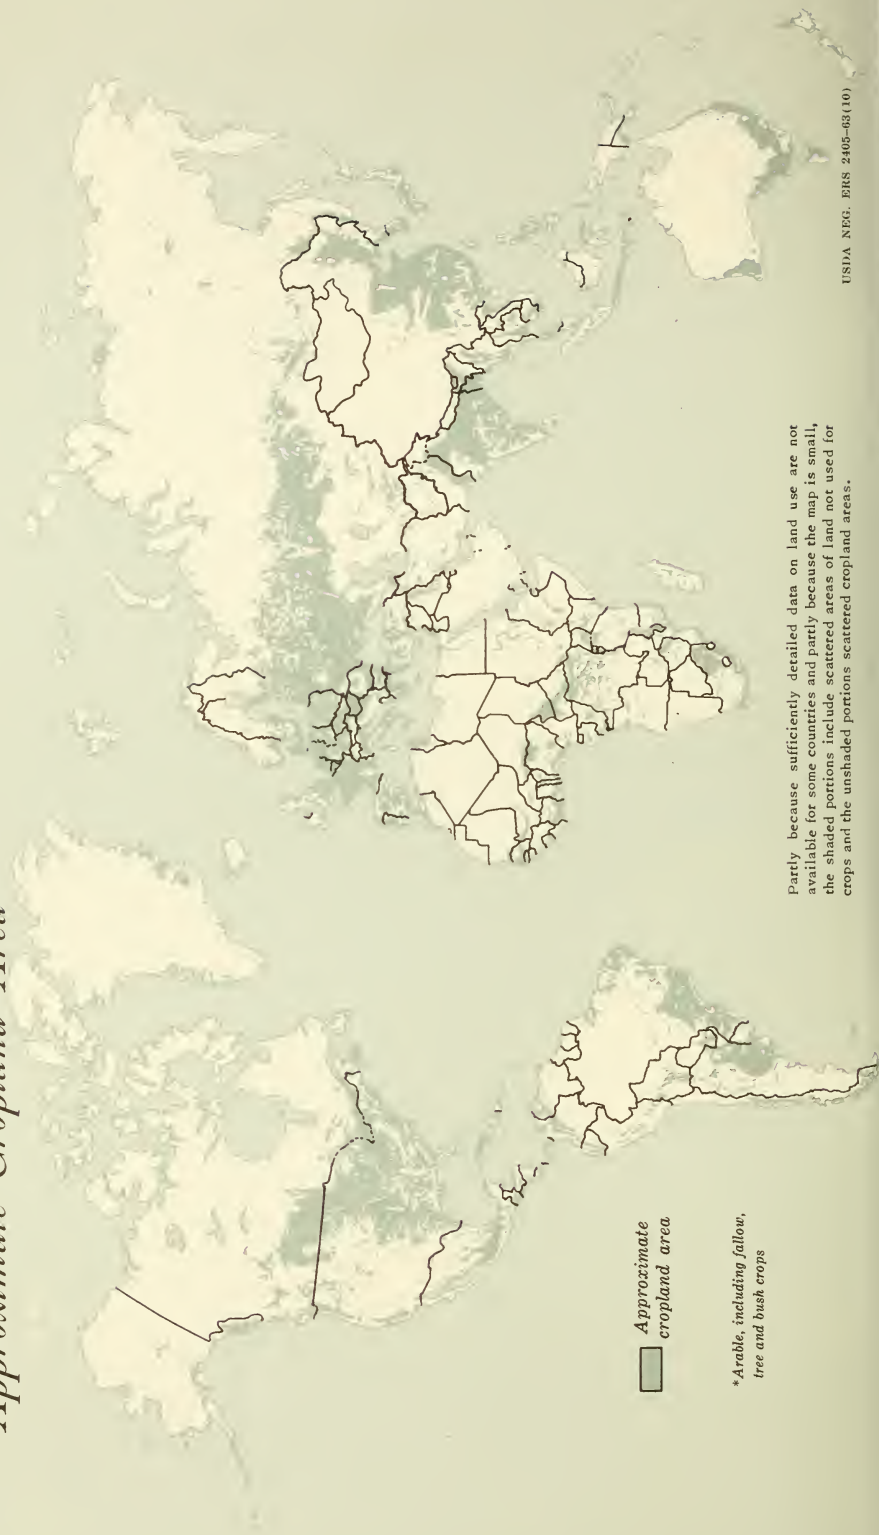 Approximate Cropland Area
Approximate
cropland area
*Arable, including fallow,
tree and bush crops
Partly because sufficiently detailed data on land use are not
available for some countries and partly because the map is small,
the shaded portions include scattered areas of land not used for
crops and the unshaded portions scattered cropland areas.
USDA NEG. ERS 2405-63(10)